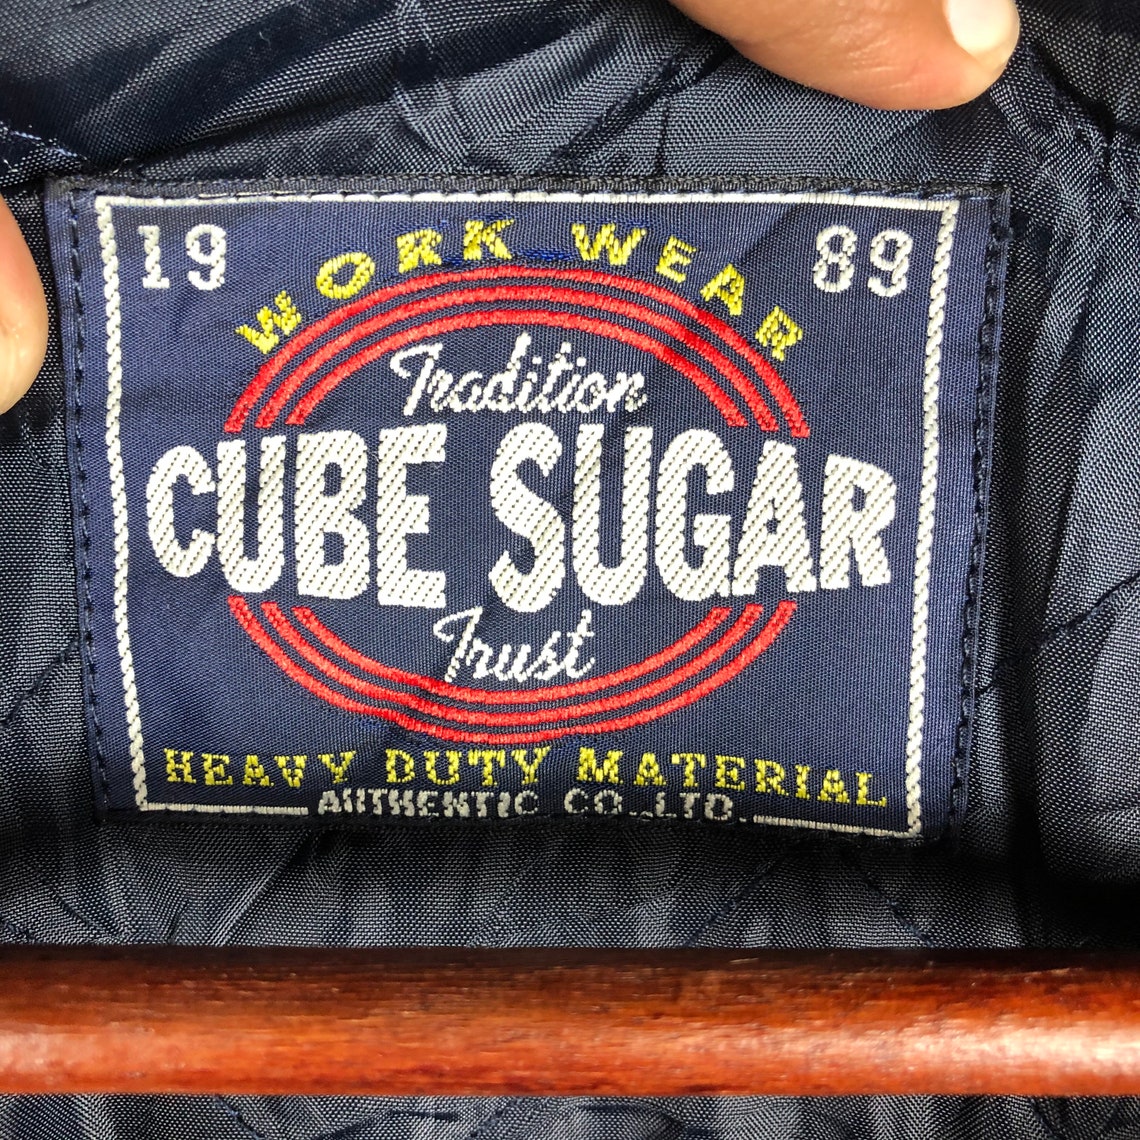 19 WORK WEAR 89
Tradition
CUBE SUGAR
Trust
HEAVY DUTY MATERIAL
AUTHENTIC CO.,LTD.